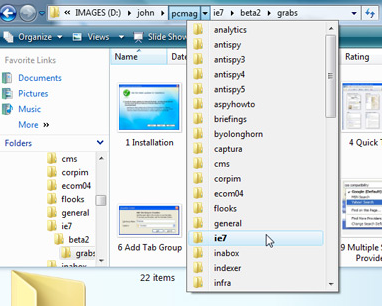 IMAGES (D:) john pcmag ie7 beta2 grabs
Organize Views Slide Show
Name Rating
Favorite Links
Documents
Pictures
Music
More »
Folders
cms
corpim
ecom04
flooks
general
ie7
beta2
grabs
inabox
1 Installation
6 Add Tab Group
22 items
analytics
antispy
antispy3
antispy4
antispy5
aspyhowto
briefings
byolonghorn
captura
cms
corpim
ecom04
flooks
general
ie7
inabox
indexer
infra
4 Quick
9 Multiple
Provide